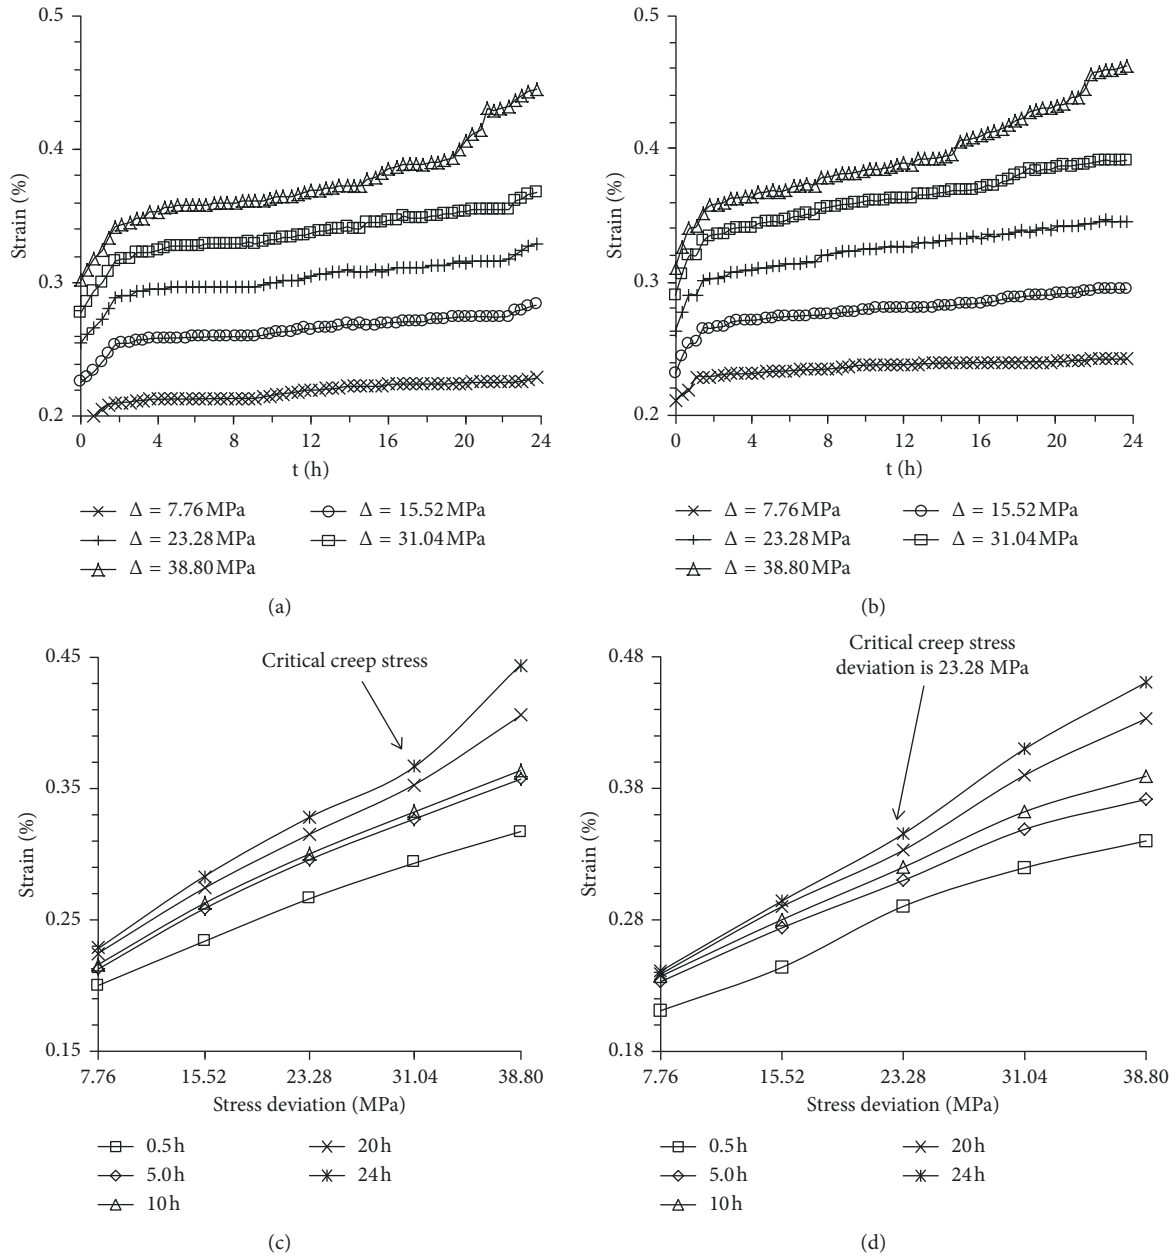 0.5
0.4
0.3
0.2
Strain (%)
0 4 8 12 16 20 24
t (h)
Δ = 7.76 MPa Δ = 15.52 MPa
Δ = 23.28 MPa Δ = 31.04 MPa
Δ = 38.80 MPa
(a)
0.5
0.4
0.3
0.2
Strain (%)
0 4 8 12 16 20 24
t (h)
Δ = 7.76 MPa Δ = 15.52 MPa
Δ = 23.28 MPa Δ = 31.04 MPa
Δ = 38.80 MPa
(b)
Critical creep stress
0.45
0.35
0.25
0.15
Strain (%)
7.76 15.52 23.28 31.04 38.80
Stress deviation (MPa)
0.5 h 20 h
5.0 h 24 h
10 h
(c)
Critical creep stress
deviation is 23.28 MPa
0.48
0.38
0.28
0.18
Strain (%)
7.76 15.52 23.28 31.04 38.80
Stress deviation (MPa)
0.5 h 20 h
5.0 h 24 h
10 h
(d)